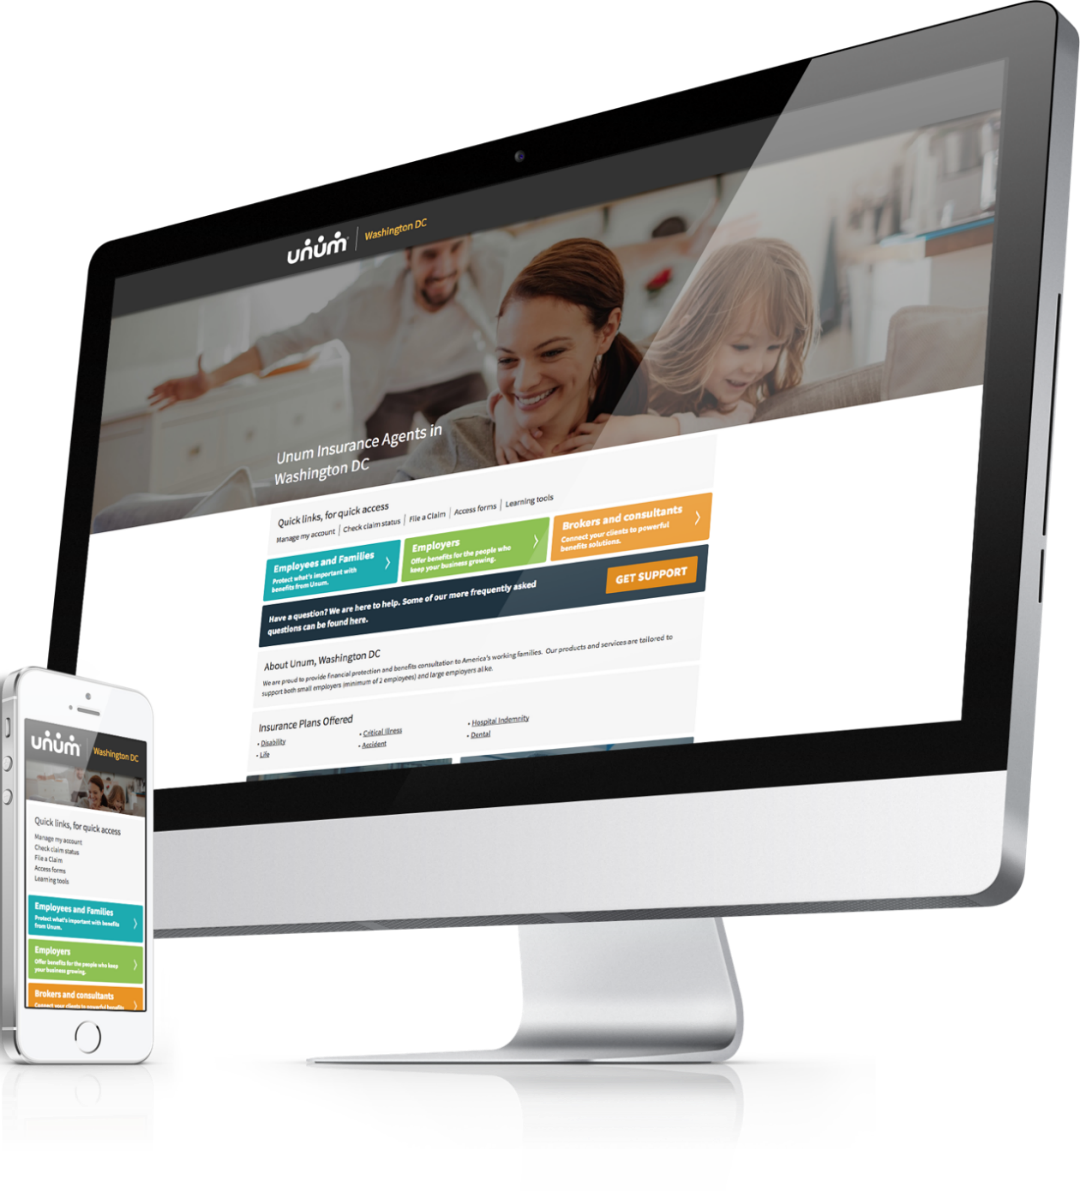 unum
Washington DC
Unum Insurance Agents in
Washington DC
Quick links, for quick access
Manage my account | Check claim status | File a Claim | Access forms | Learning tools
Employees and Families
Protect what's important with
benefits from Unum.
Employers
Offer benefits for the people who
keep your business growing.
Brokers and consultants
Connect your clients to powerful
benefits solutions.
Have a question? We are here to help. Some of our more frequently asked
questions can be found here.
GET SUPPORT
About Unum, Washington DC
We are proud to provide financial protection and benefits consultation to America's working families. Our products and services are tailored to
support both small employers (minimum of 2 employees) and large employers alike.
Insurance Plans Offered
• Disability
• Life
• Critical Illness
• Accident
• Hospital Indemnity
• Dental
unum
Washington DC
Quick links, for quick access
Manage my account
Check claim status
File a Claim
Access forms
Learning tools
Employees and Families
Protect what's important with benefits
from Unum.
Employers
Offer benefits for the people who keep
your business growing.
Brokers and consultants
Connect your clients to powerful benefits